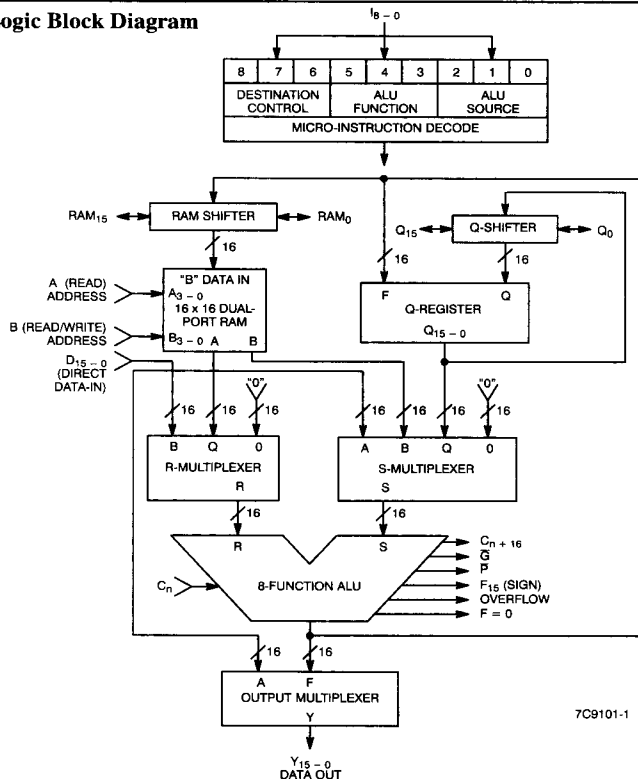 ogic Block Diagram
I8 – 0
8 7 6 5 4 3 2 1 0
DESTINATION CONTROL
ALU FUNCTION
ALU SOURCE
MICRO-INSTRUCTION DECODE
RAM15
RAM SHIFTER
RAM0
Q15
Q-SHIFTER
Q0
16
16
16
A (READ) ADDRESS
"B" DATA IN
A3 – 0
16 x 16 DUAL-PORT RAM
B3 – 0 A B
F Q
Q-REGISTER
Q15 – 0
B (READ/WRITE) ADDRESS
D15 – 0
(DIRECT DATA-IN)
"0"
"0"
16 16 16 16 16 16 16
B Q 0
R-MULTIPLEXER
R
A B Q 0
S-MULTIPLEXER
S
16
16
R S
8-FUNCTION ALU
Cn
Cn + 16
G̅
P̅
F15 (SIGN)
OVERFLOW
F = 0
16 16
A F
OUTPUT MULTIPLEXER
Y
7C9101-1
Y15 – 0
DATA OUT